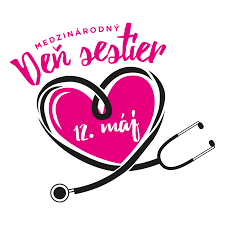 MEDZINÁRODNÝ
Deň sestier
12. máj